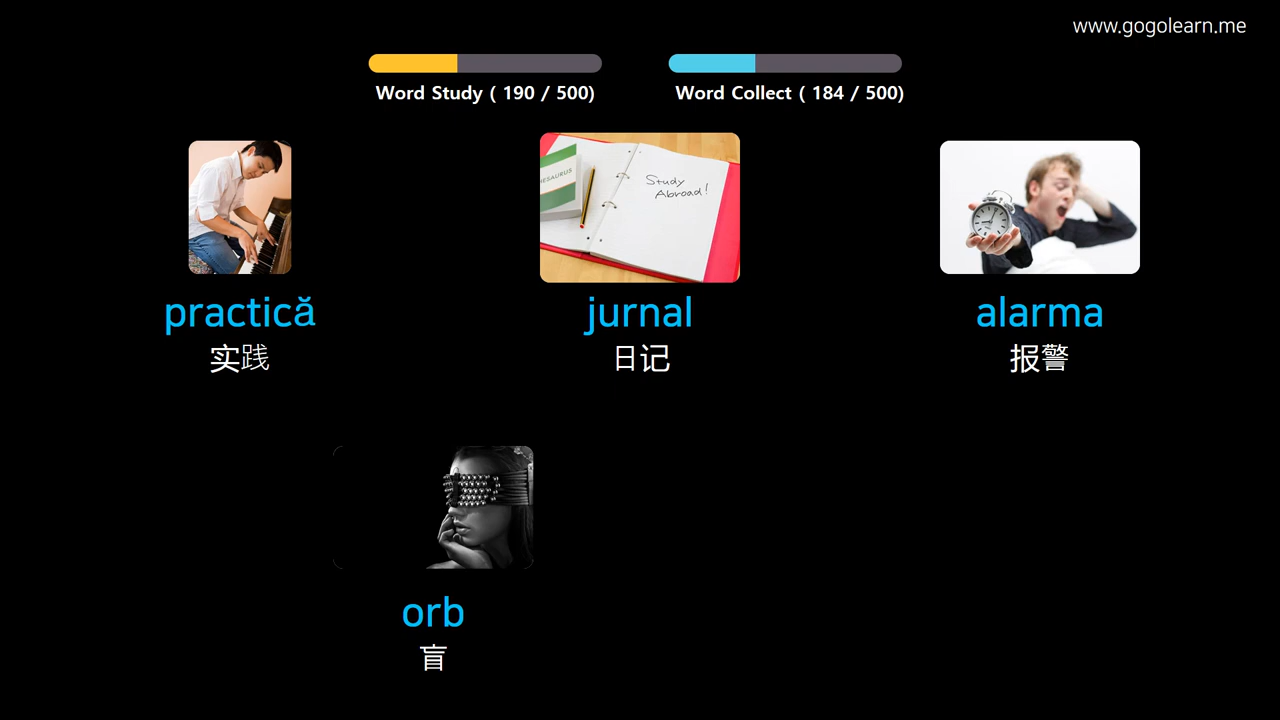 www.gogolearn.me
Word Study ( 190 / 500)
Word Collect ( 184 / 500)
HESAURUS
Study
Abroad!
practică
jurnal
alarma
实践
日记
报警
orb
盲